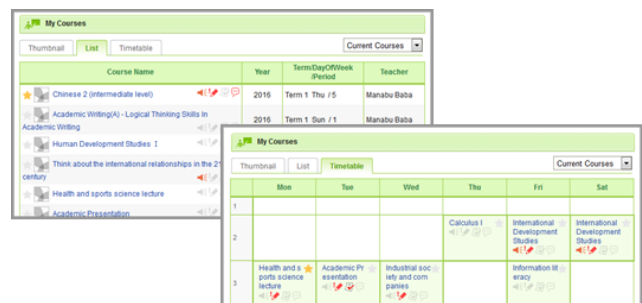 My Courses
Thumbnail List Timetable Current Courses
Course Name Year Term/DayOfWeek Teacher
/Period
Chinese 2 (intermediate level) 2016 Term 1 Thu / 5 Manabu Baba
Academic Writing(A) - Logical Thinking Skills In
Academic Writing 2016 Term 1 Sun / 1 Manabu Baba
Human Development Studies I
Think about the international relationships in the 21
century
Health and sports science lecture
Academic Presentation
My Courses
Thumbnail List Timetable Current Courses
Mon Tue Wed Thu Fri Sat
1
2
Calculus I
International
Development
Studies
International
Development
Studies
3
Health and s
ports science
lecture
Academic Pr
esentation
Industrial soc
iety and com
panies
Information lit
eracy